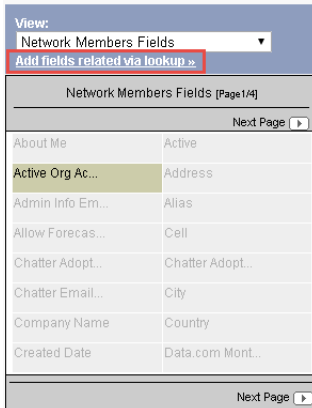 View:
Network Members Fields
Add fields related via lookup »
Network Members Fields [Page1/4]
Next Page
About Me Active
Active Org Ac... Address
Admin Info Em... Alias
Allow Forecas... Cell
Chatter Adopt... Chatter Adopt...
Chatter Email... City
Company Name Country
Created Date Data.com Mont...
Next Page